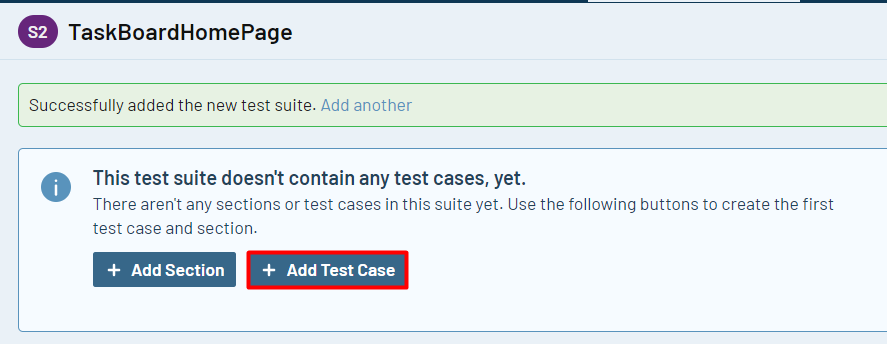 S2 TaskBoardHomePage
Successfully added the new test suite. Add another
This test suite doesn't contain any test cases, yet.
There aren't any sections or test cases in this suite yet. Use the following buttons to create the first
test case and section.
+ Add Section + Add Test Case